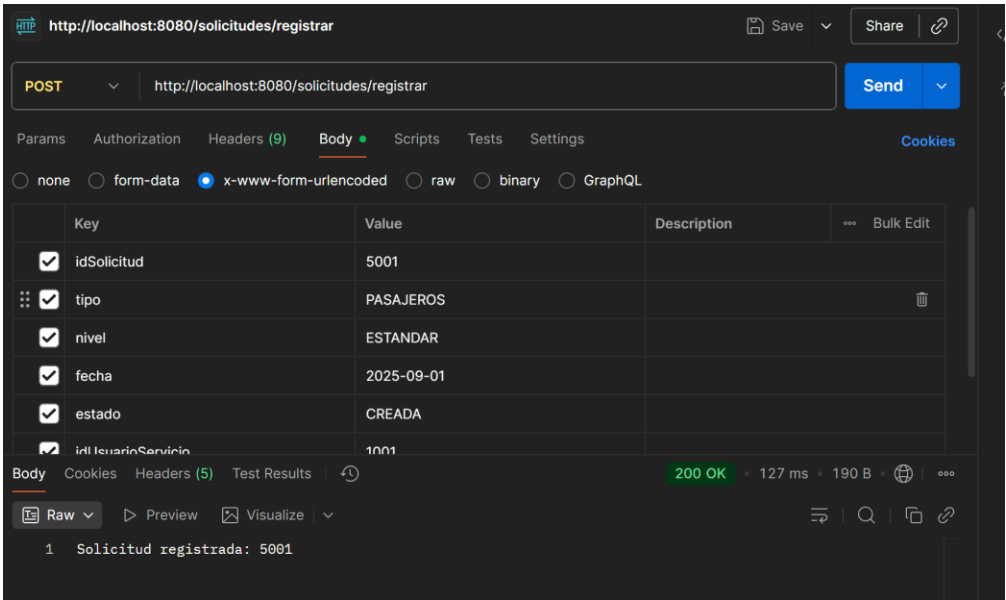 HTTP http://localhost:8080/solicitudes/registrar Save Share
POST http://localhost:8080/solicitudes/registrar Send
Params Authorization Headers (9) Body Scripts Tests Settings Cookies
none form-data x-www-form-urlencoded raw binary GraphQL
Key Value Description Bulk Edit
idSolicitud 5001
tipo PASAJEROS
nivel ESTANDAR
fecha 2025-09-01
estado CREADA
idUsuarioServicio 1001
Body Cookies Headers (5) Test Results 200 OK 127 ms 190 B
Raw Preview Visualize
1 Solicitud registrada: 5001